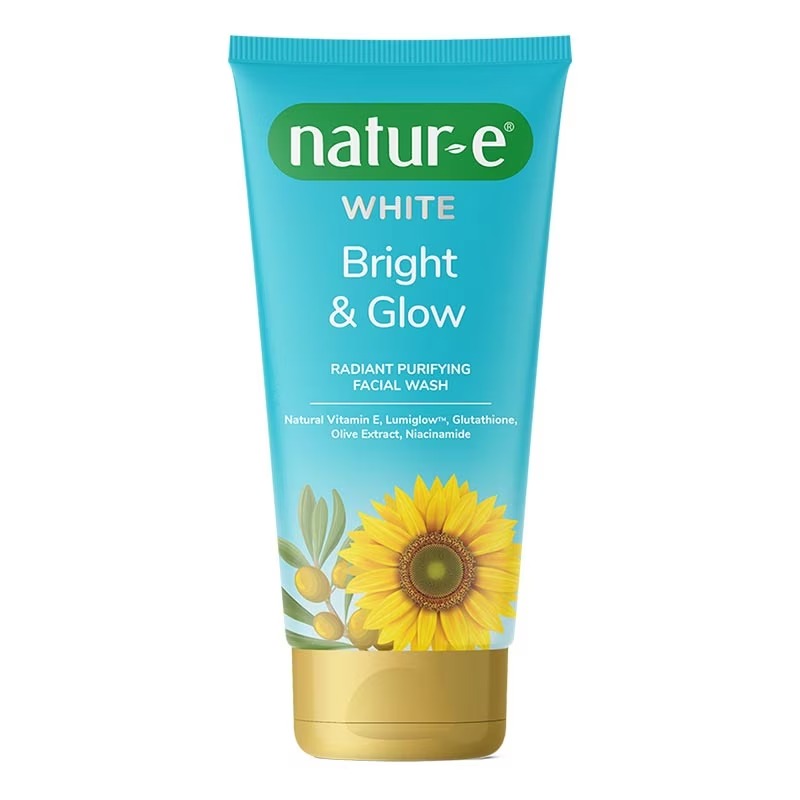 natur-e®
WHITE
Bright
& Glow
RADIANT PURIFYING
FACIAL WASH
Natural Vitamin E, Lumiglow™, Glutathione,
Olive Extract, Niacinamide